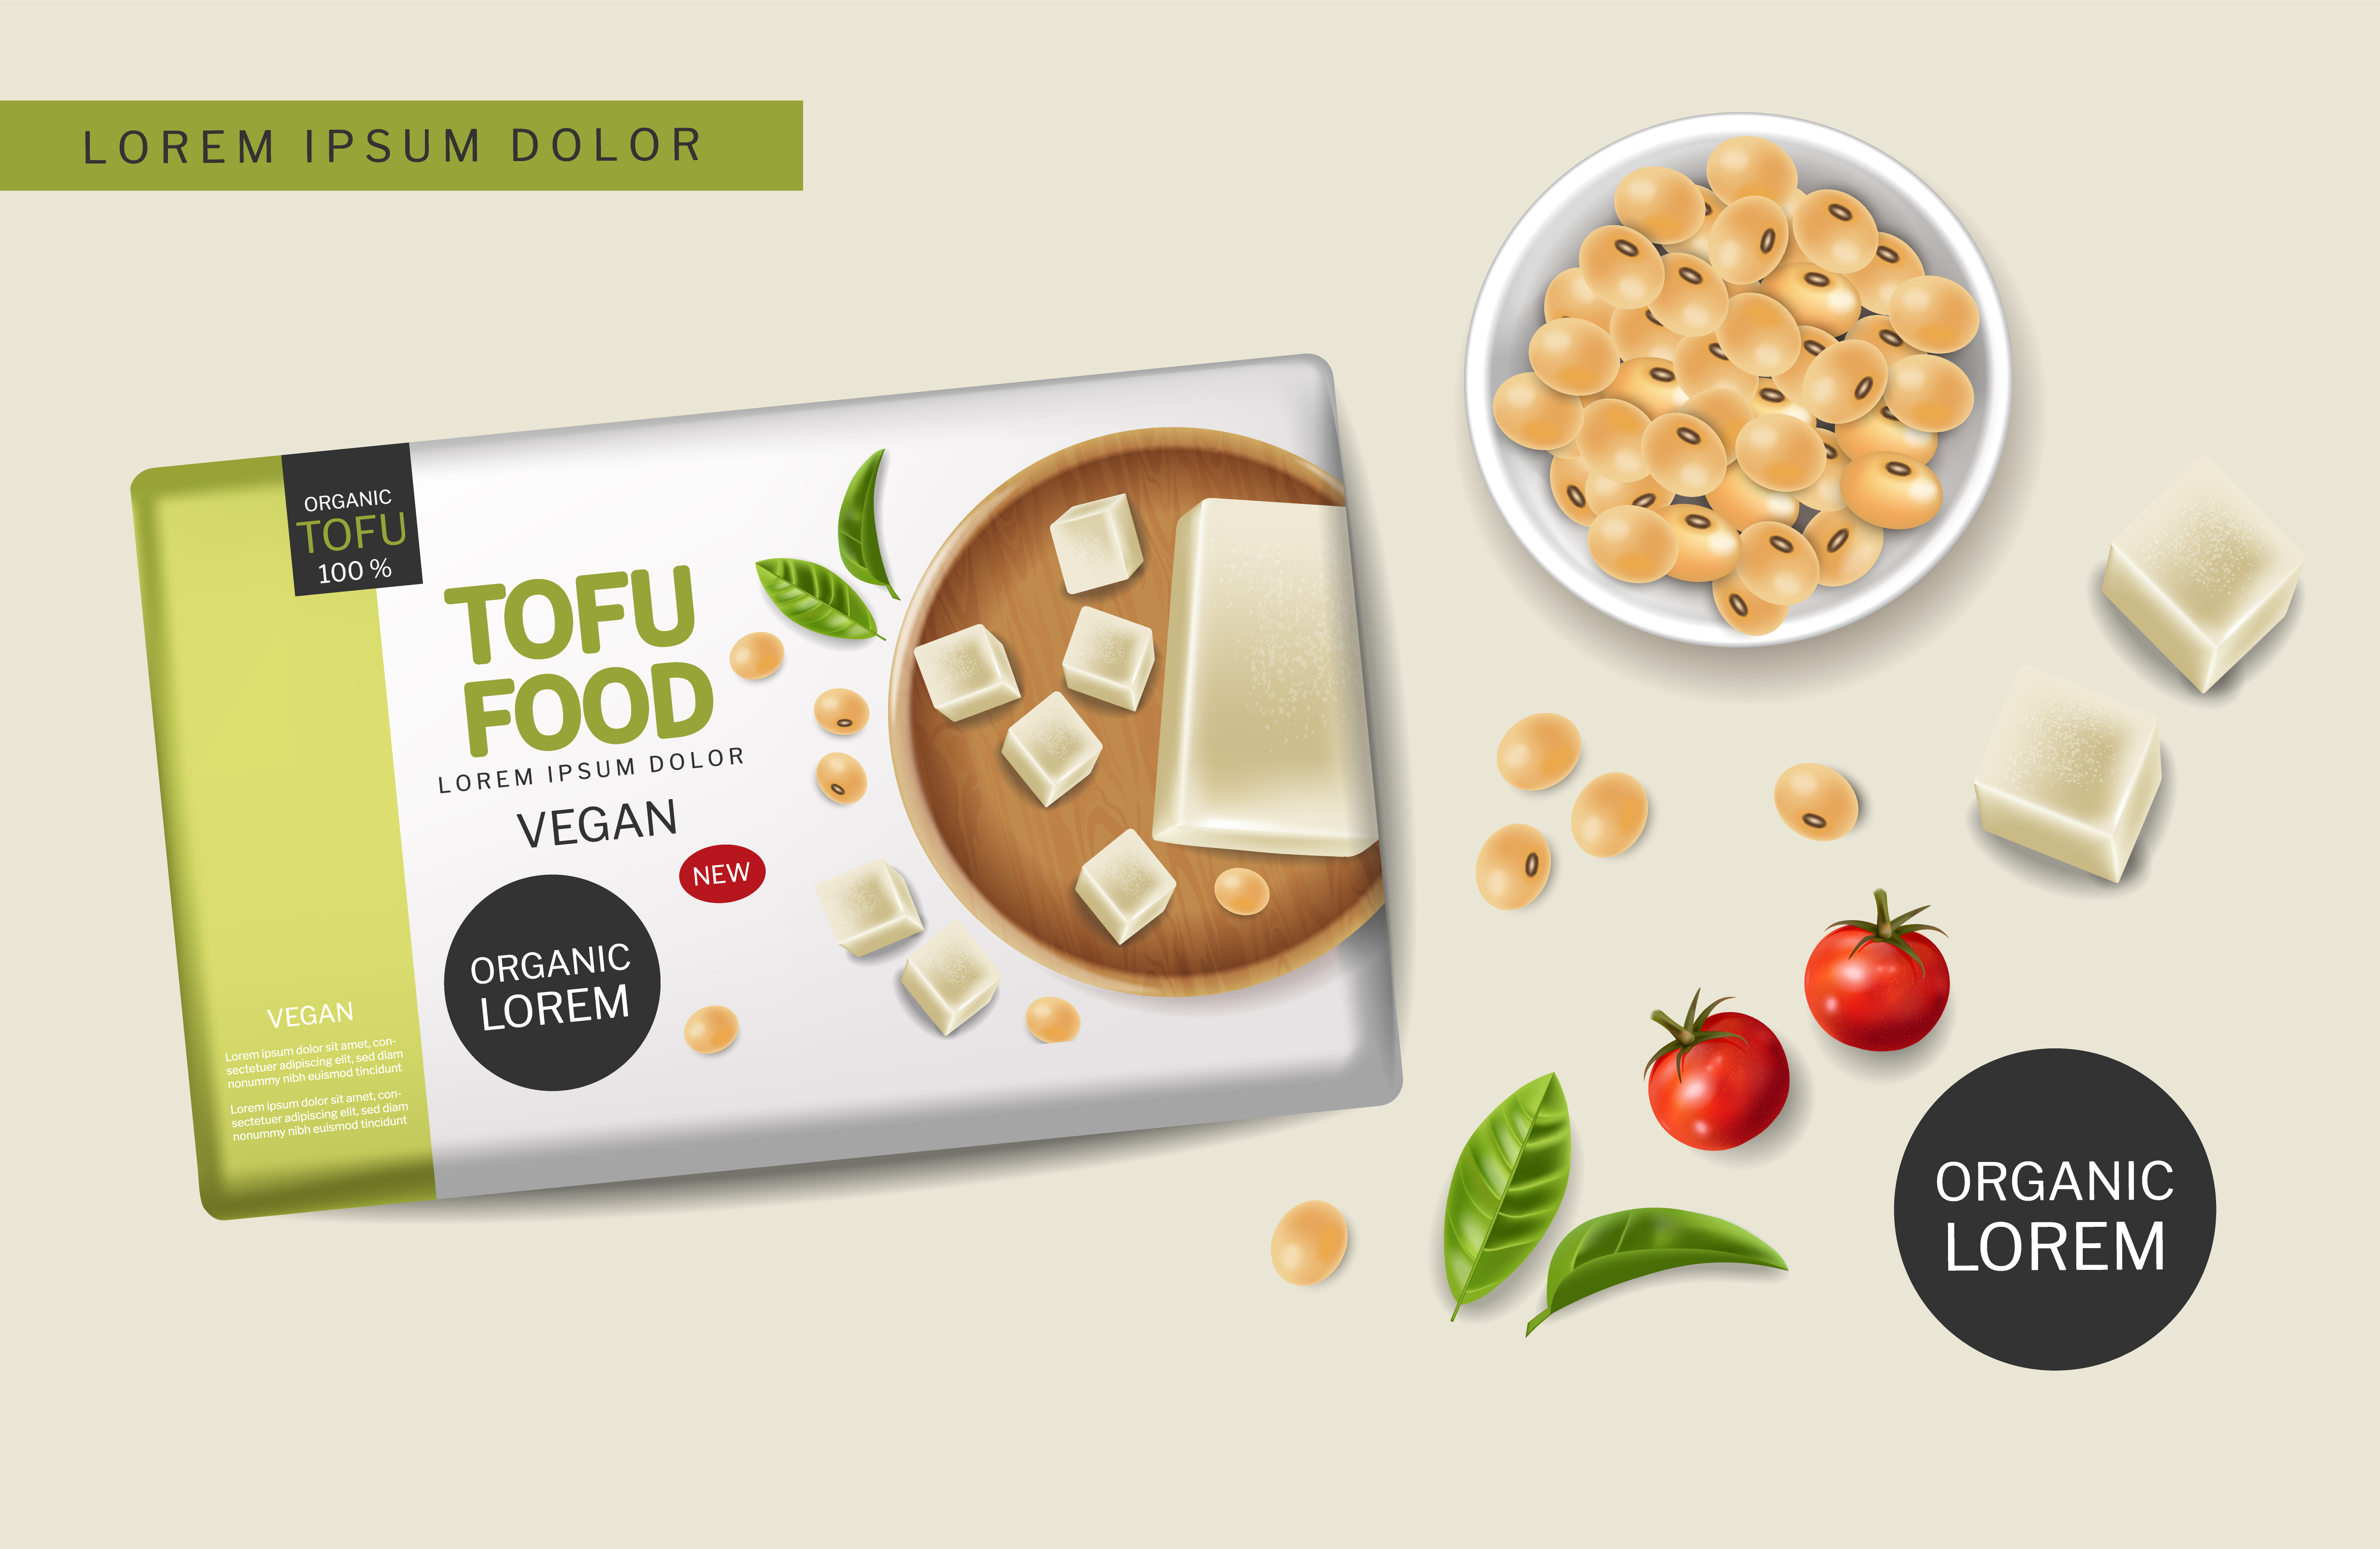 LOREM IPSUM DOLOR
ORGANIC
TOFU
100 %
TOFU
FOOD
LOREM IPSUM DOLOR
VEGAN
NEW
ORGANIC
LOREM
VEGAN
Lorem ipsum dolor sit amet, con-
sectetuer adipiscing elit, sed diam
nonummy nibh euismod tincidunt
Lorem ipsum dolor sit amet, con-
sectetuer adipiscing elit, sed diam
nonummy nibh euismod tincidunt
ORGANIC
LOREM